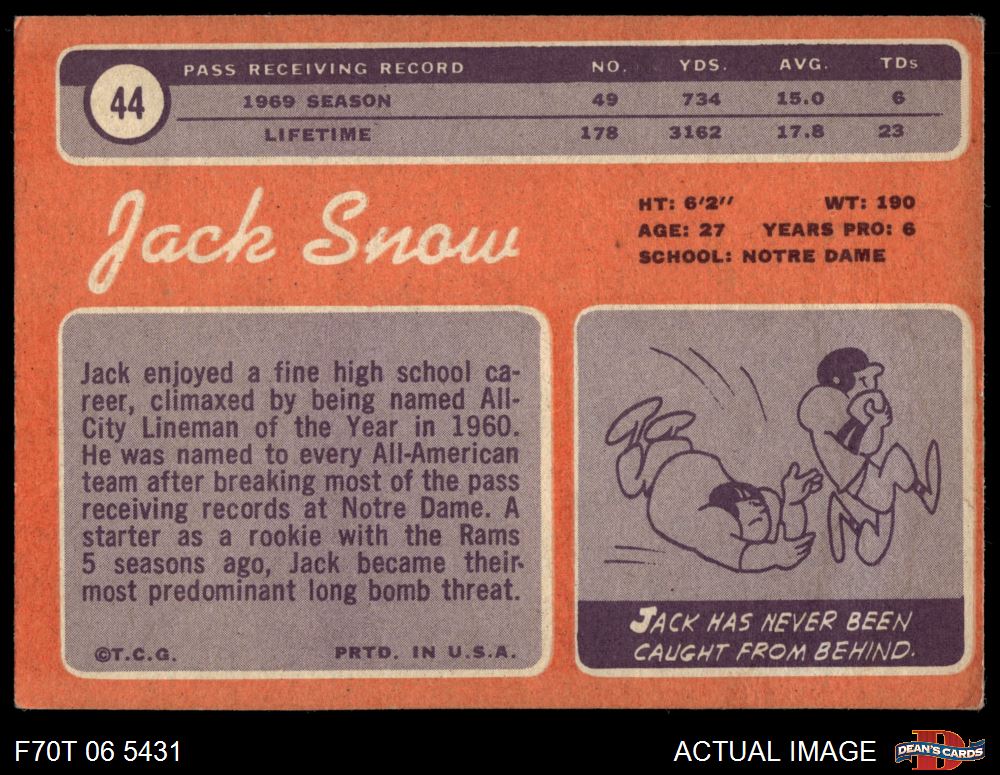 44
PASS RECEIVING RECORD NO. YDS. AVG. TDs
1969 SEASON 49 734 15.0 6
LIFETIME 178 3162 17.8 23
Jack Snow
HT: 6'2" WT: 190
AGE: 27 YEARS PRO: 6
SCHOOL: NOTRE DAME
Jack enjoyed a fine high school ca-
reer, climaxed by being named All-
City Lineman of the Year in 1960.
He was named to every All-American
team after breaking most of the pass
receiving records at Notre Dame. A
starter as a rookie with the Rams
5 seasons ago, Jack became their
most predominant long bomb threat.
©T.C.G. PRTD. IN U.S.A.
JACK HAS NEVER BEEN
CAUGHT FROM BEHIND.
F70T 06 5431
ACTUAL IMAGE
D
DEAN'S CARDS